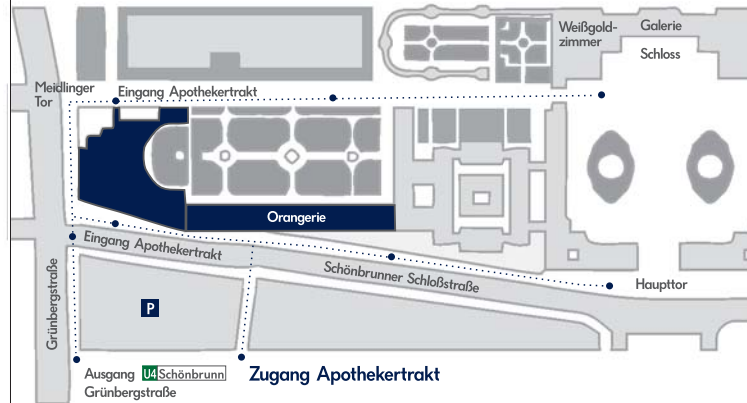 Weißgold-
zimmer
Galerie
Schloss
Meidlinger
Tor
Eingang Apothekertrakt
Orangerie
Eingang Apothekertrakt
Schönbrunner Schloßstraße
Haupttor
Grünbergstraße
P
Ausgang U4 Schönbrunn
Grünbergstraße
Zugang Apothekertrakt